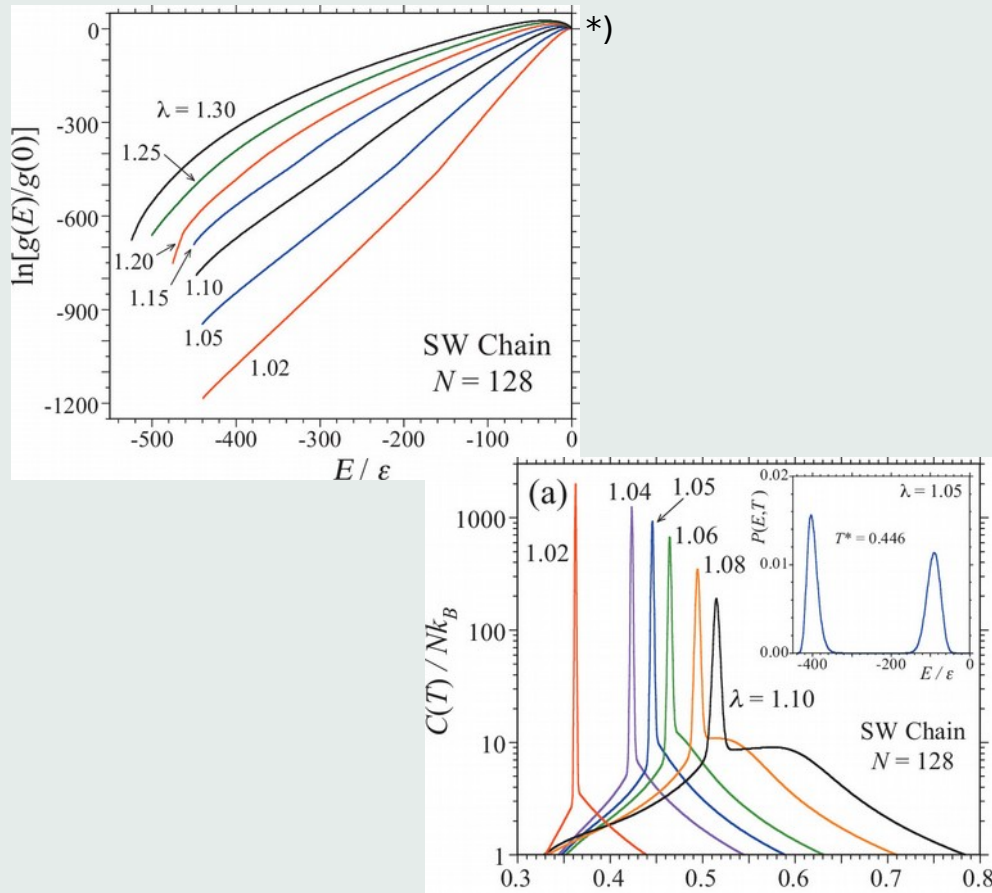 *)
0
-300
-600
-900
-1200
ln[g(E)/g(0)]
λ = 1.30
1.25
1.20
1.15
1.10
1.05
1.02
SW Chain
N = 128
-500 -400 -300 -200 -100 0
E / ε
(a)
1000
100
10
1
C(T) / Nk_B
1.02
1.04
1.05
1.06
1.08
λ = 1.10
SW Chain
N = 128
0.02
0.01
0.00
P(E,T)
λ = 1.05
T* = 0.446
-400 -200 0
E / ε
0.3 0.4 0.5 0.6 0.7 0.8